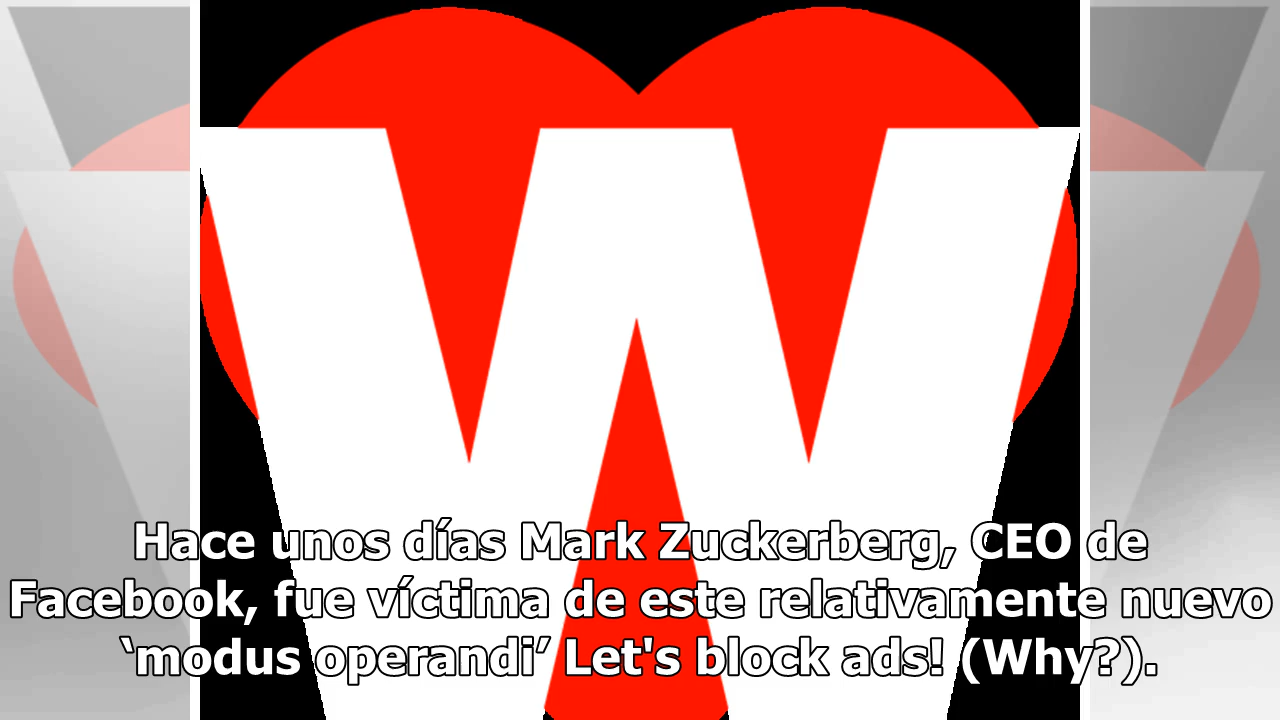 W
Hace unos días Mark Zuckerberg, CEO de
Facebook, fue víctima de este relativamente nuevo
‘modus operandi’ Let's block ads! (Why?).